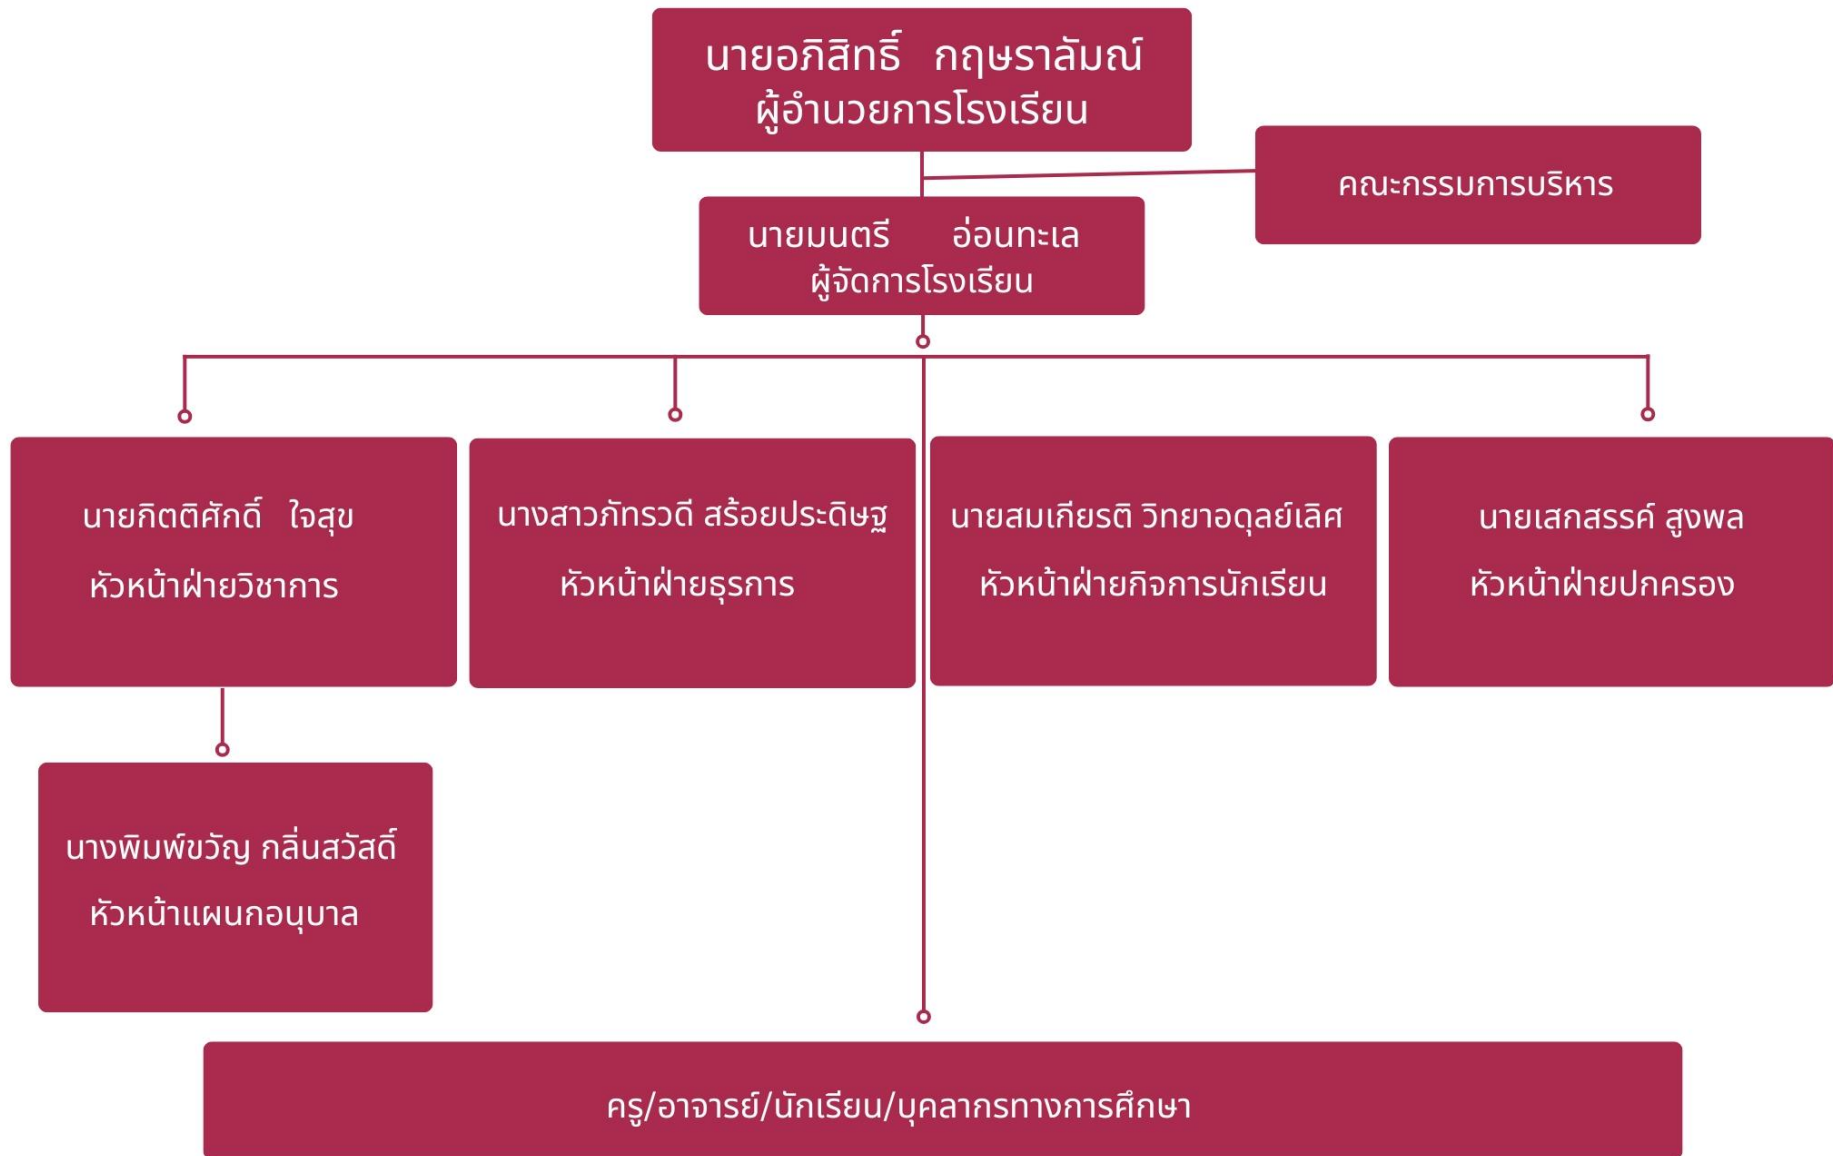 นายอภิสิทธิ์ กฤษราลัมณ์
ผู้อำนวยการโรงเรียน
คณะกรรมการบริหาร
นายมนตรี อ่อนทะเล
ผู้จัดการโรงเรียน
นายกิตติศักดิ์ ใจสุข
หัวหน้าฝ่ายวิชาการ
นางสาวภัทรวดี สร้อยประดิษฐ
หัวหน้าฝ่ายธุรการ
นายสมเกียรติ วิทยาอดุลย์เลิศ
หัวหน้าฝ่ายกิจการนักเรียน
นายเสกสรรค์ สูงพล
หัวหน้าฝ่ายปกครอง
นางพิมพ์ขวัญ กลิ่นสวัสดิ์
หัวหน้าแผนกอนุบาล
ครู/อาจารย์/นักเรียน/บุคลากรทางการศึกษา